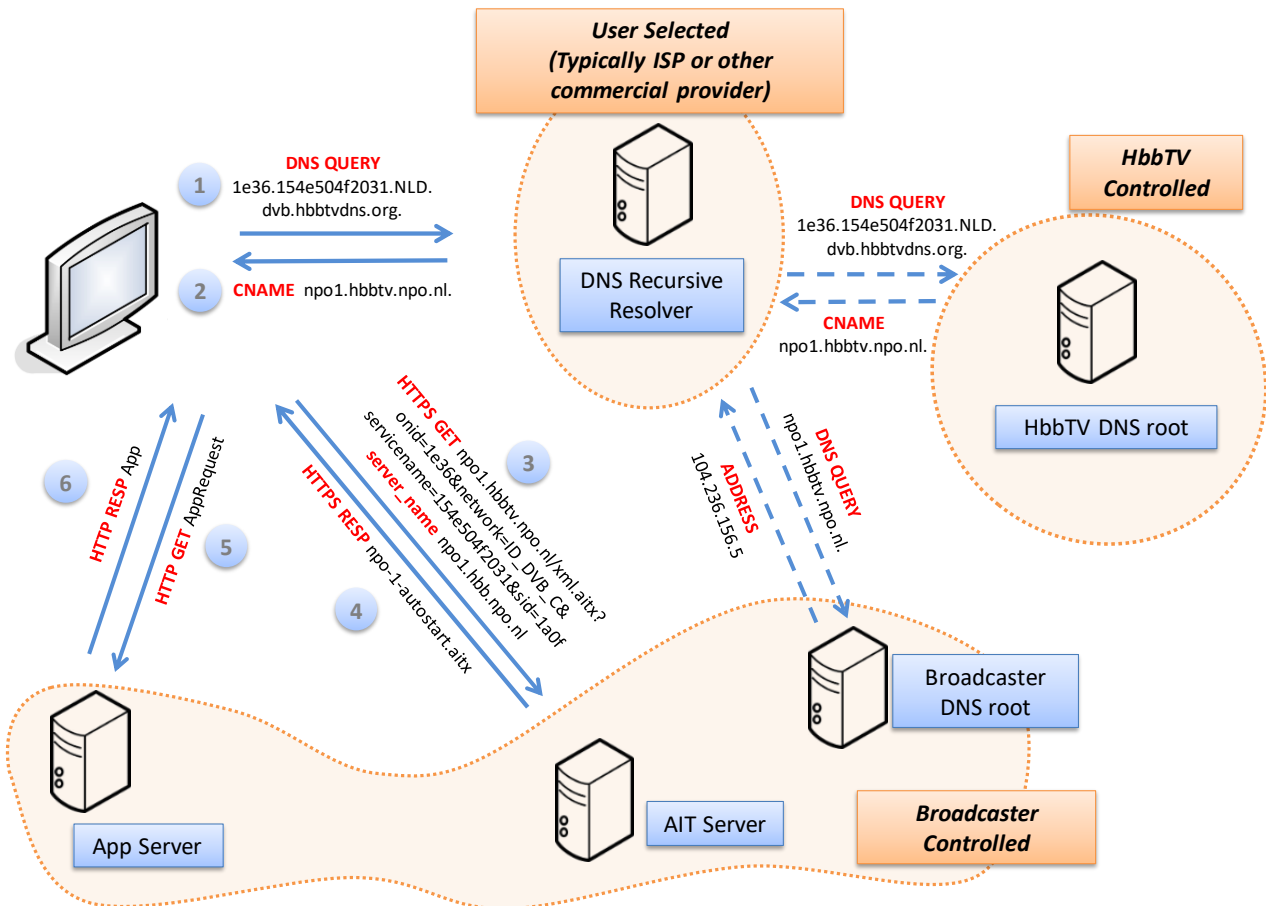 User Selected
(Typically ISP or other
commercial provider)
HbbTV
Controlled
1
DNS QUERY
1e36.154e504f2031.NLD.
dvb.hbbtvdns.org.
2
CNAME npo1.hbbtv.npo.nl.
DNS Recursive
Resolver
DNS QUERY
1e36.154e504f2031.NLD.
dvb.hbbtvdns.org.
CNAME
npo1.hbbtv.npo.nl.
HbbTV DNS root
3
HTTPS GET npo1.hbbtv.npo.nl/xml.aitx?
onid=1e36&network=ID_DVB_C&
servicename=154e504f2031&sid=1a0f
server_name npo1.hbb.npo.nl
4
HTTPS RESP npo-1-autostart.aitx
DNS QUERY
npo1.hbbtv.npo.nl.
ADDRESS
104.236.156.5
6
HTTP RESP App
5
HTTP GET AppRequest
Broadcaster
DNS root
App Server
AIT Server
Broadcaster
Controlled